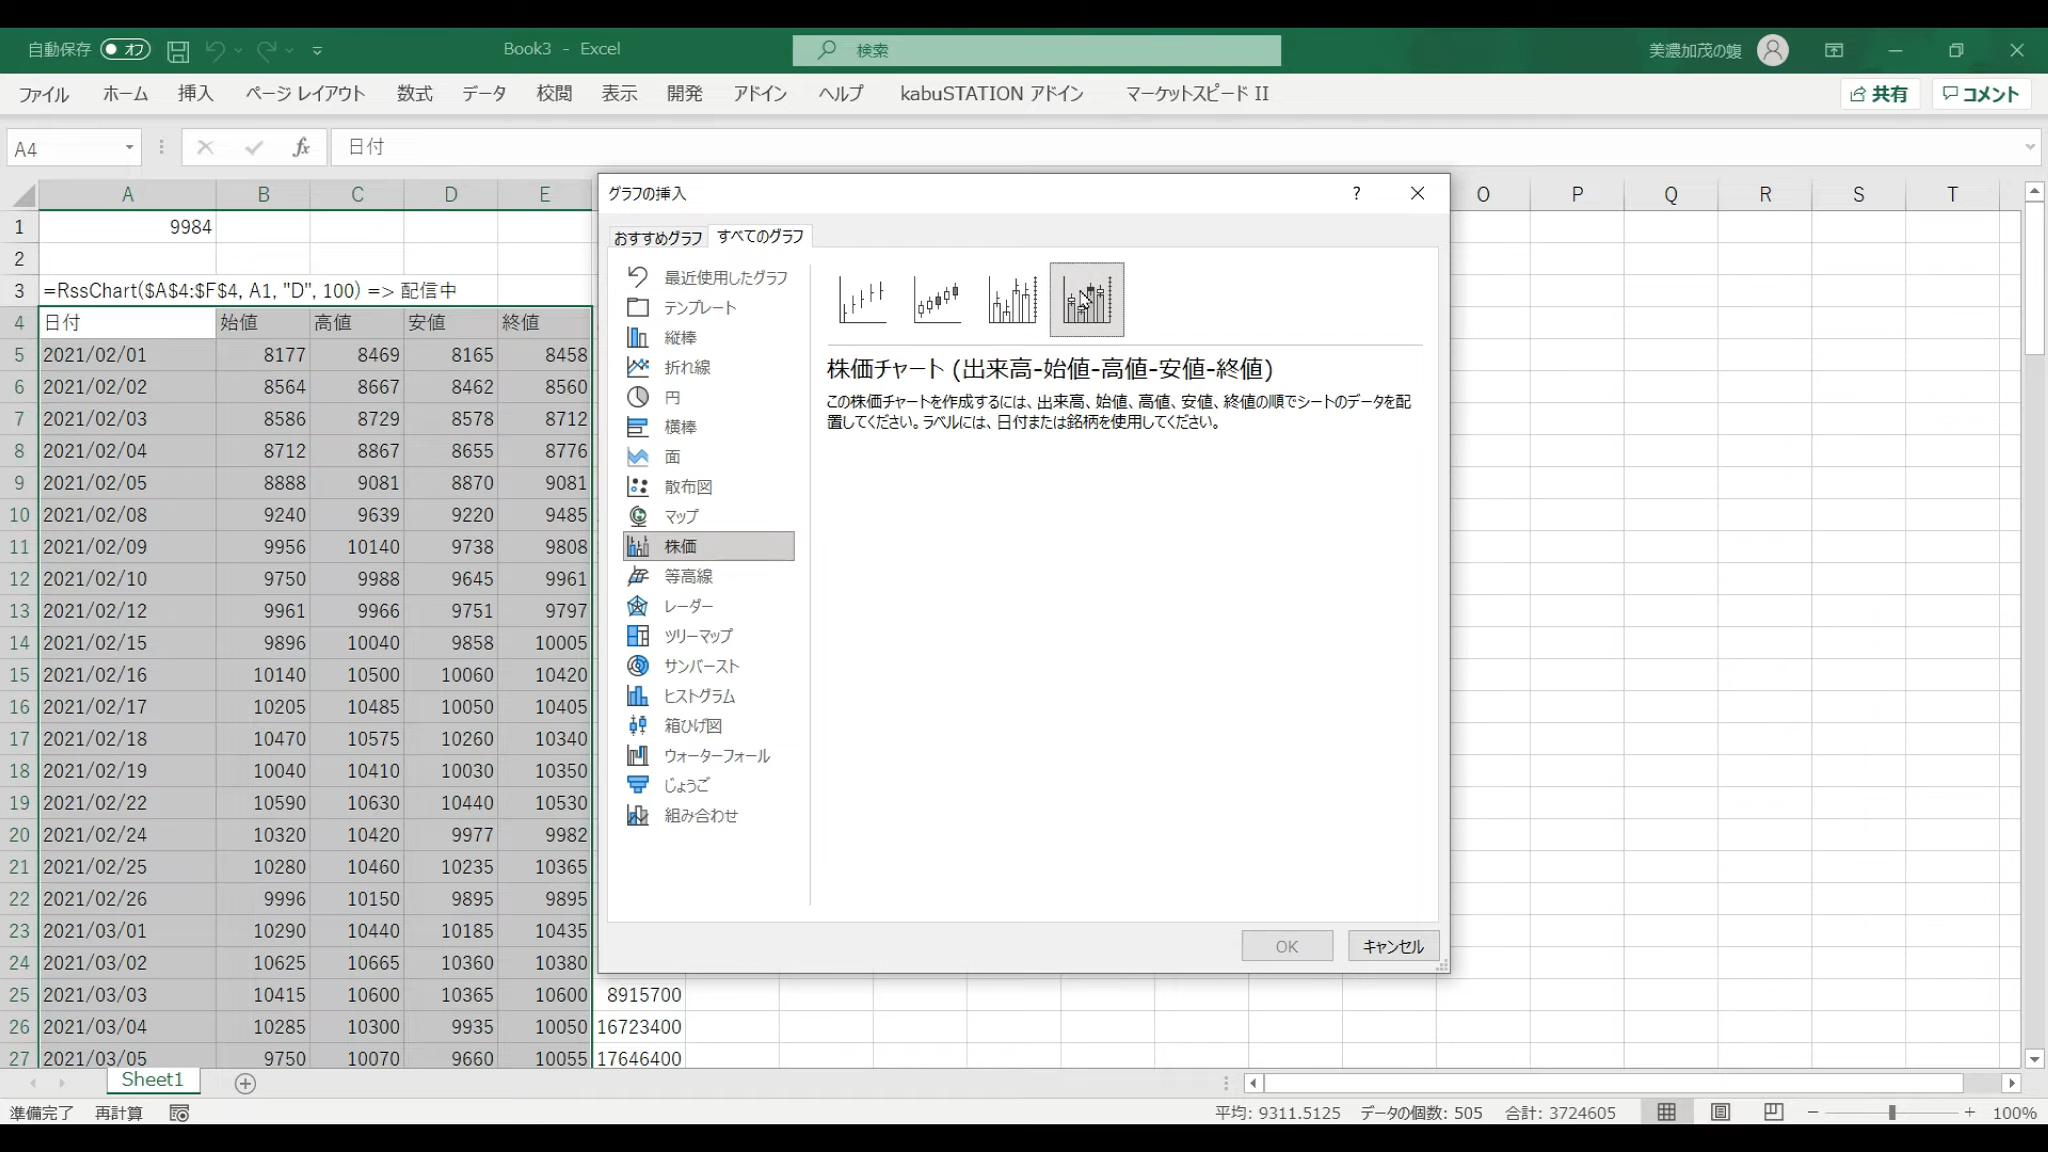 自動保存 オフ Book3 - Excel 検索 美濃加茂の蝮
ファイル ホーム 挿入 ページ レイアウト 数式 データ 校閲 表示 開発 アドイン ヘルプ kabuSTATION アドイン マーケットスピード II 共有 コメント
A4 fx 日付
A B C D E O P Q R S T
1 9984
2
3 =RssChart($A$4:$F$4, A1, "D", 100) => 配信中
4 日付 始値 高値 安値 終値
5 2021/02/01 8177 8469 8165 8458
6 2021/02/02 8564 8667 8462 8560
7 2021/02/03 8586 8729 8578 8712
8 2021/02/04 8712 8867 8655 8776
9 2021/02/05 8888 9081 8870 9081
10 2021/02/08 9240 9639 9220 9485
11 2021/02/09 9956 10140 9738 9808
12 2021/02/10 9750 9988 9645 9961
13 2021/02/12 9961 9966 9751 9797
14 2021/02/15 9896 10040 9858 10005
15 2021/02/16 10140 10500 10060 10420
16 2021/02/17 10205 10485 10050 10405
17 2021/02/18 10470 10575 10260 10340
18 2021/02/19 10040 10410 10030 10350
19 2021/02/22 10590 10630 10440 10530
20 2021/02/24 10320 10420 9977 9982
21 2021/02/25 10280 10460 10235 10365
22 2021/02/26 9996 10150 9895 9895
23 2021/03/01 10290 10440 10185 10435
24 2021/03/02 10625 10665 10360 10380
25 2021/03/03 10415 10600 10365 10600 8915700
26 2021/03/04 10285 10300 9935 10050 16723400
27 2021/03/05 9750 10070 9660 10055 17646400
グラフの挿入 ?
おすすめグラフ すべてのグラフ
最近使用したグラフ
テンプレート
縦棒
折れ線
円
横棒
面
散布図
マップ
株価
等高線
レーダー
ツリーマップ
サンバースト
ヒストグラム
箱ひげ図
ウォーターフォール
じょうご
組み合わせ
株価チャート (出来高-始値-高値-安値-終値)
この株価チャートを作成するには、出来高、始値、高値、安値、終値の順でシートのデータを配
置してください。ラベルには、日付または銘柄を使用してください。
OK キャンセル
Sheet1
準備完了 再計算 平均: 9311.5125 データの個数: 505 合計: 3724605 100%